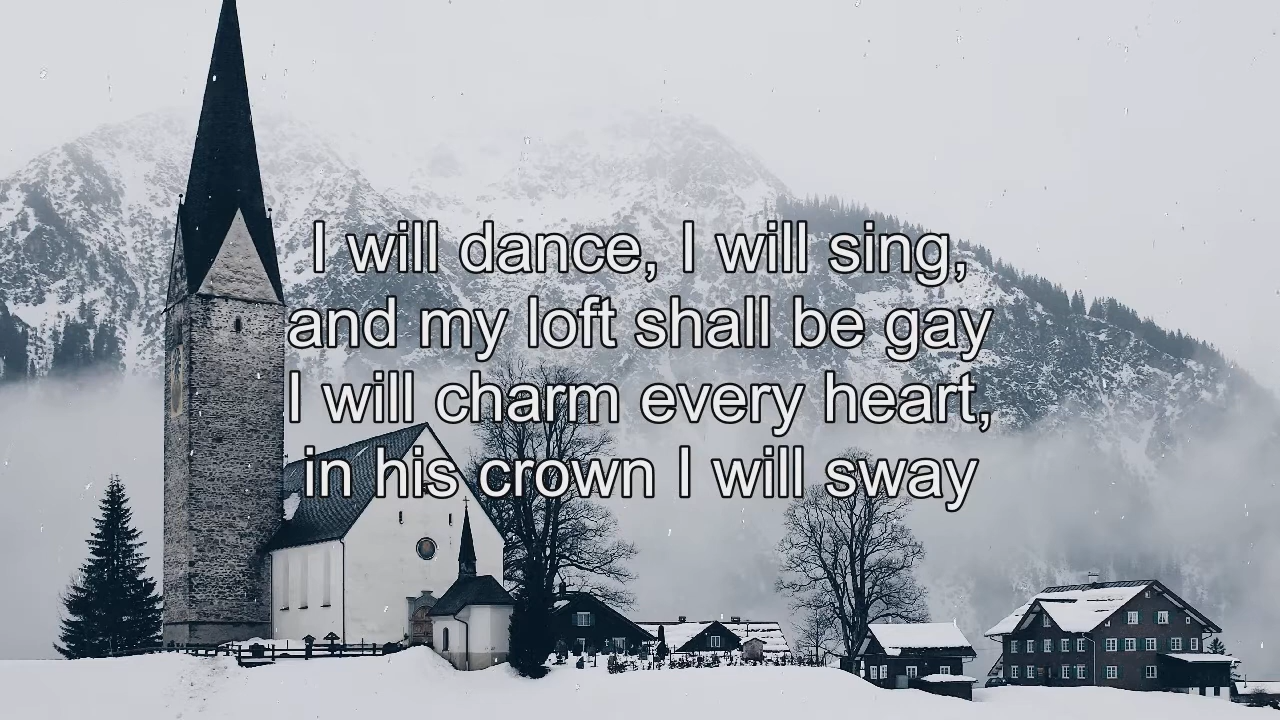 I will dance, I will sing,
and my loft shall be gay
I will charm every heart,
in his crown I will sway